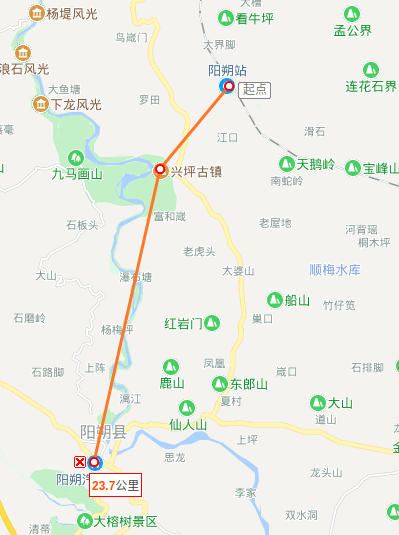 大槽
杨堤风光
看牛坪
孟公界
鸟崴门
太界脚
浪石风光
阳朔站
起点
连花石界
大鱼塘
下龙风光
罗田
江口
滑石
九马画山
兴坪古镇
天鹅岭
宝峰山
南蛇岭
富和崴
石板头
老屋地
河背瑶
桐木坪
老虎头
太婆山
顺梅水库
大山
瀑布塘
船山
竹仔笕
石磨岭
杨梅坪
红岩门
巢口
凤凰
上阵
石路脚
鹿山
崴口
石排脚
东郎山
漓江
夏村
仙人山
大山
道山
阳朔县
上坪
思龙
龙头山
23.7公里
李家
双水洞
大榕树景区
清蒂